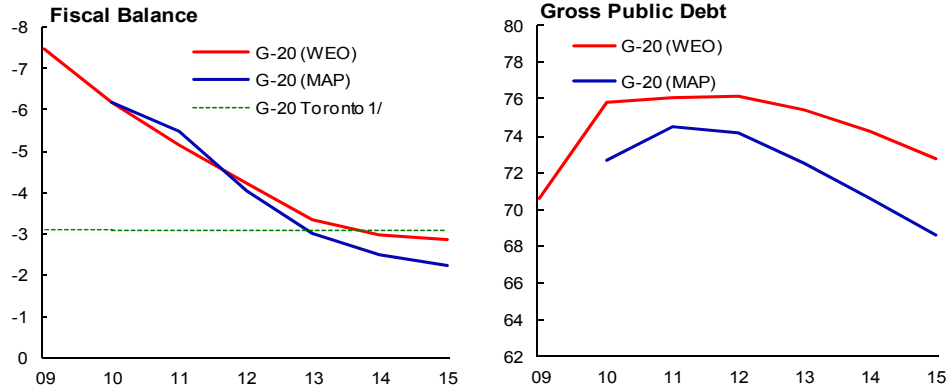 Fiscal Balance
-8
-7
-6
-5
-4
-3
-2
-1
0
G-20 (WEO)
G-20 (MAP)
G-20 Toronto 1/
09 10 11 12 13 14 15
Gross Public Debt
80
78
76
74
72
70
68
66
64
62
G-20 (WEO)
G-20 (MAP)
09 10 11 12 13 14 15